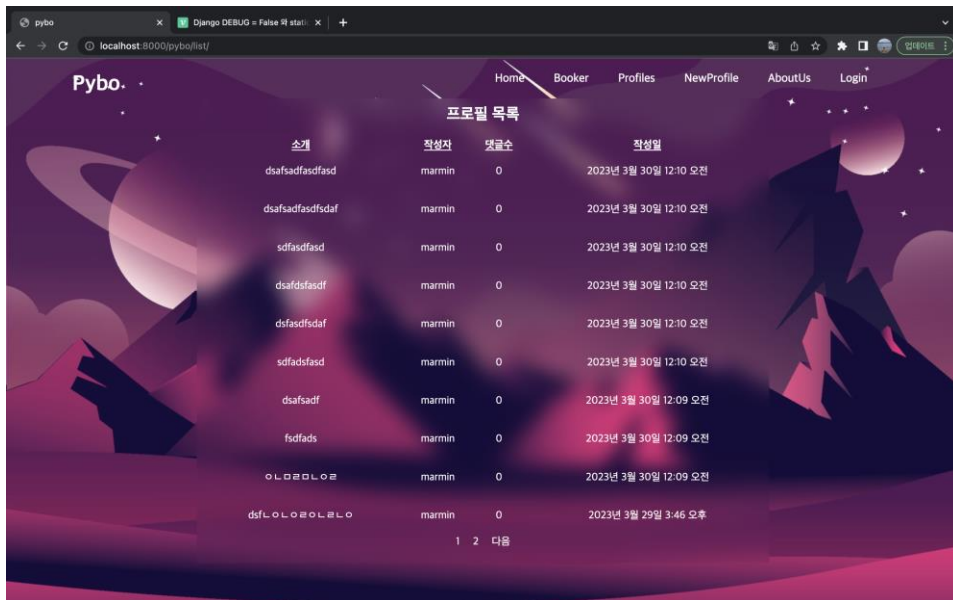 pybo
Django DEBUG = False 와 stati
localhost:8000/pybo/list/
업데이트
Pybo.
Home Booker Profiles NewProfile AboutUs Login
프로필 목록
소개 작성자 댓글수 작성일
dsafsadfasdfasd marmin 0 2023년 3월 30일 12:10 오전
dsafsadfasdfsdaf marmin 0 2023년 3월 30일 12:10 오전
sdfasdfasd marmin 0 2023년 3월 30일 12:10 오전
dsafdsfasdf marmin 0 2023년 3월 30일 12:10 오전
dsfasdfsdaf marmin 0 2023년 3월 30일 12:10 오전
sdfadsfasd marmin 0 2023년 3월 30일 12:10 오전
dsafsadf marmin 0 2023년 3월 30일 12:09 오전
fsdfads marmin 0 2023년 3월 30일 12:09 오전
ㅇㄴㅁㄹㅁㄴㅇㄹ marmin 0 2023년 3월 30일 12:09 오전
dsfㄴㅇㄴㅇㄹㅇㄴㄹㄴㅇ marmin 0 2023년 3월 29일 3:46 오후
1 2 다음